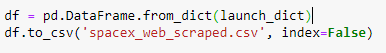 df = pd.DataFrame.from_dict(launch_dict)
df.to_csv('spacex_web_scraped.csv', index=False)